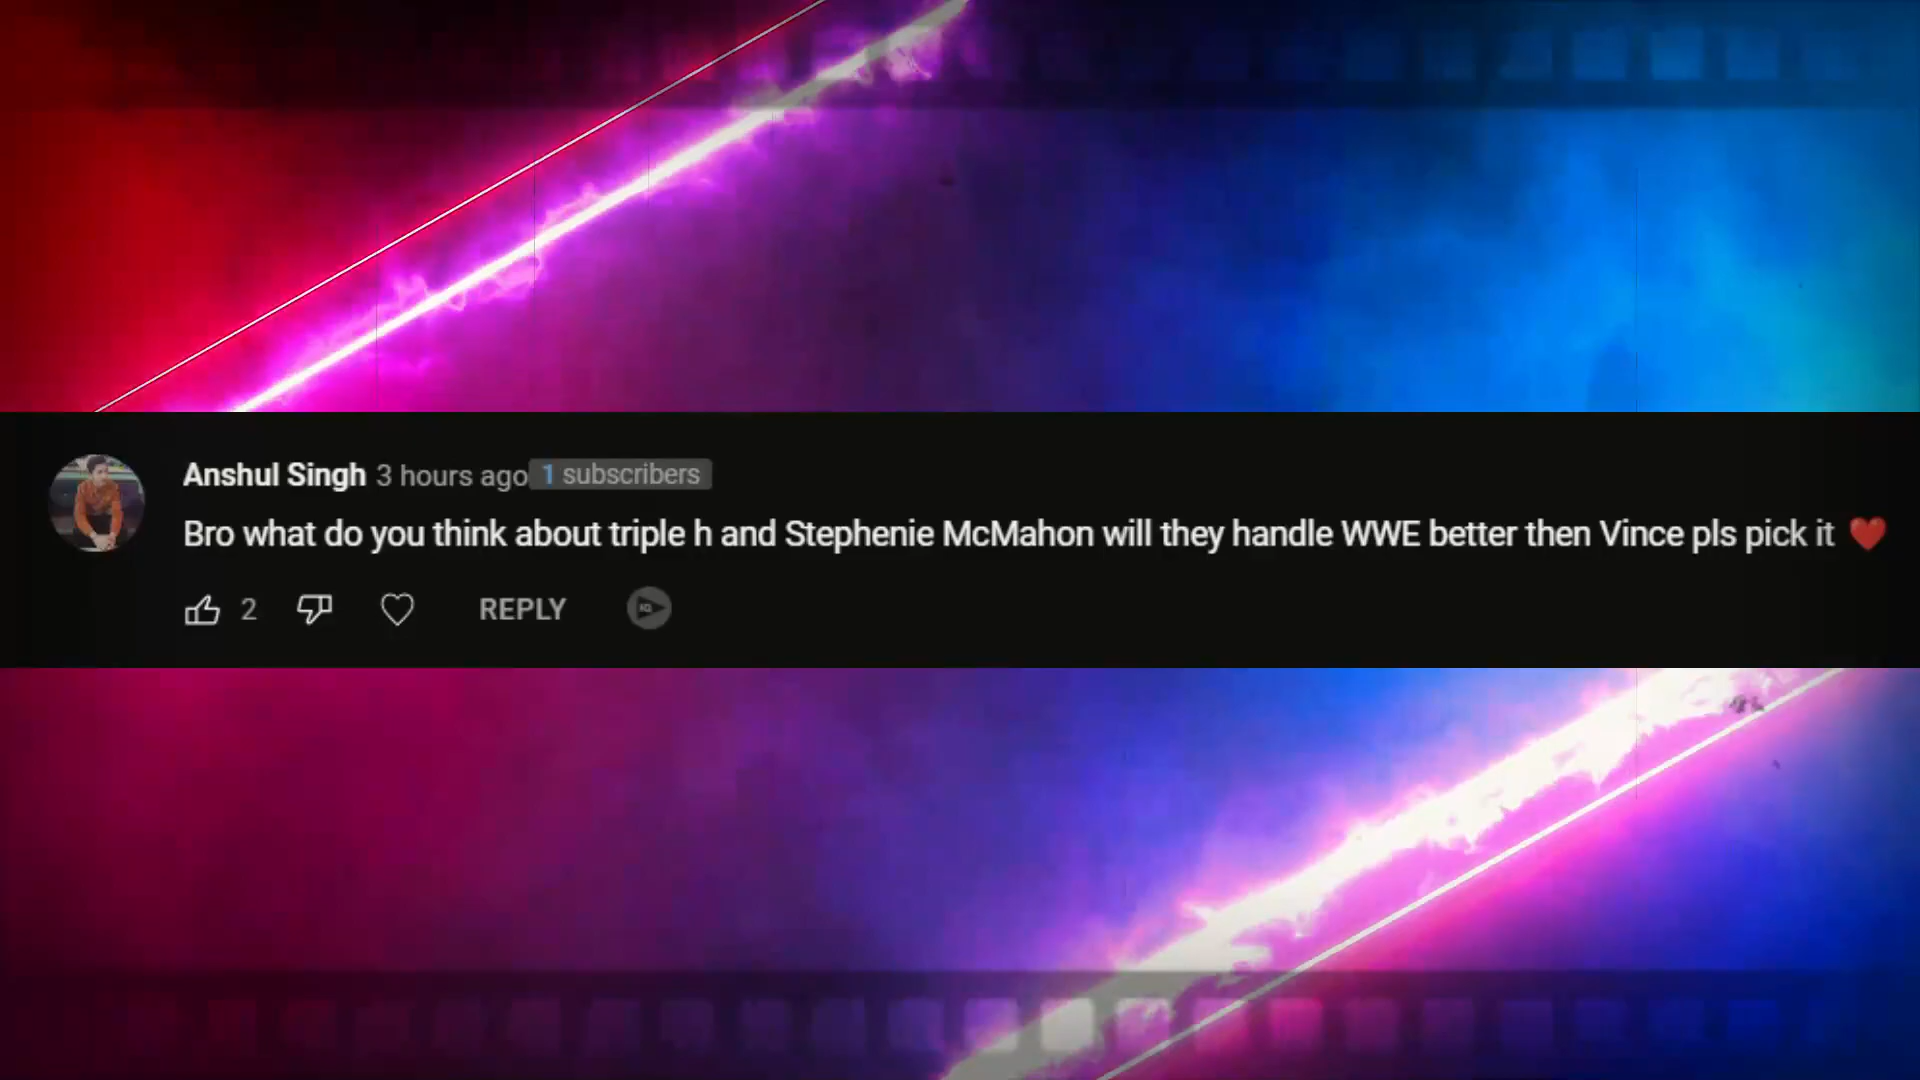 Anshul Singh 3 hours ago 1 subscribers
Bro what do you think about triple h and Stephenie McMahon will they handle WWE better then Vince pls pick it ❤️
2 REPLY